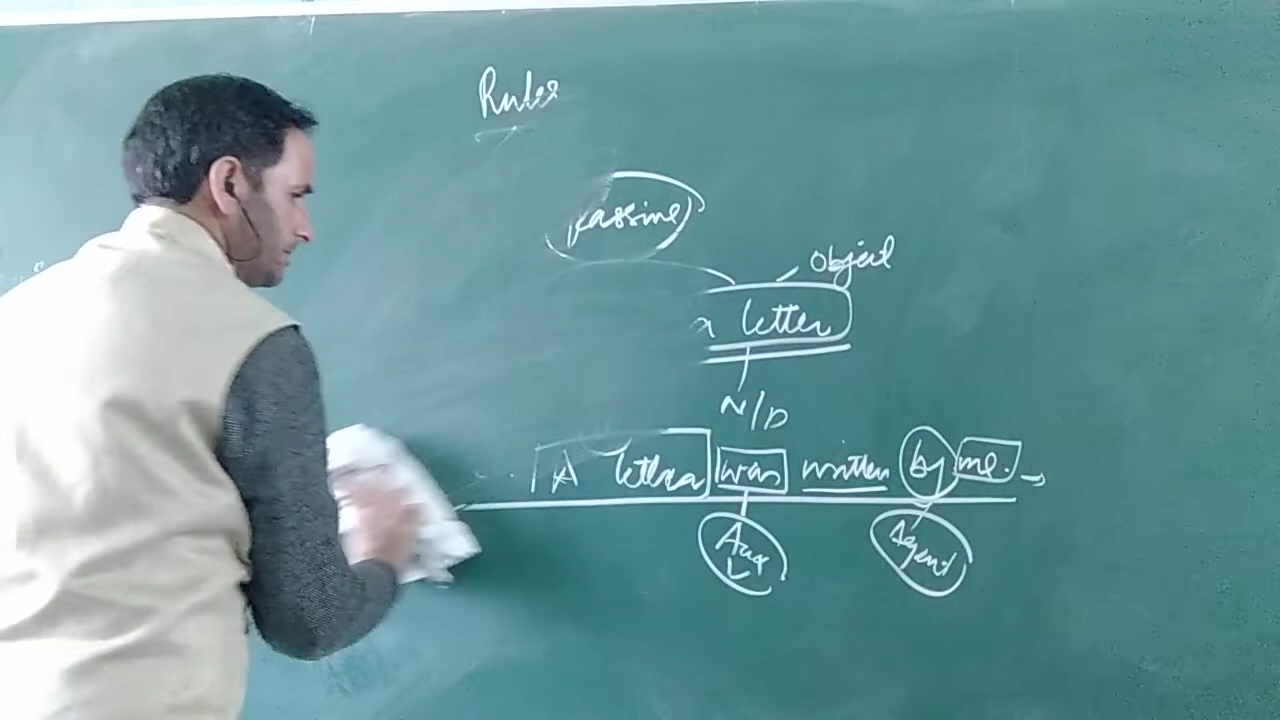 Rules
Passive
Object
a letter
N/D
A letter was written by me.
Aux Agent